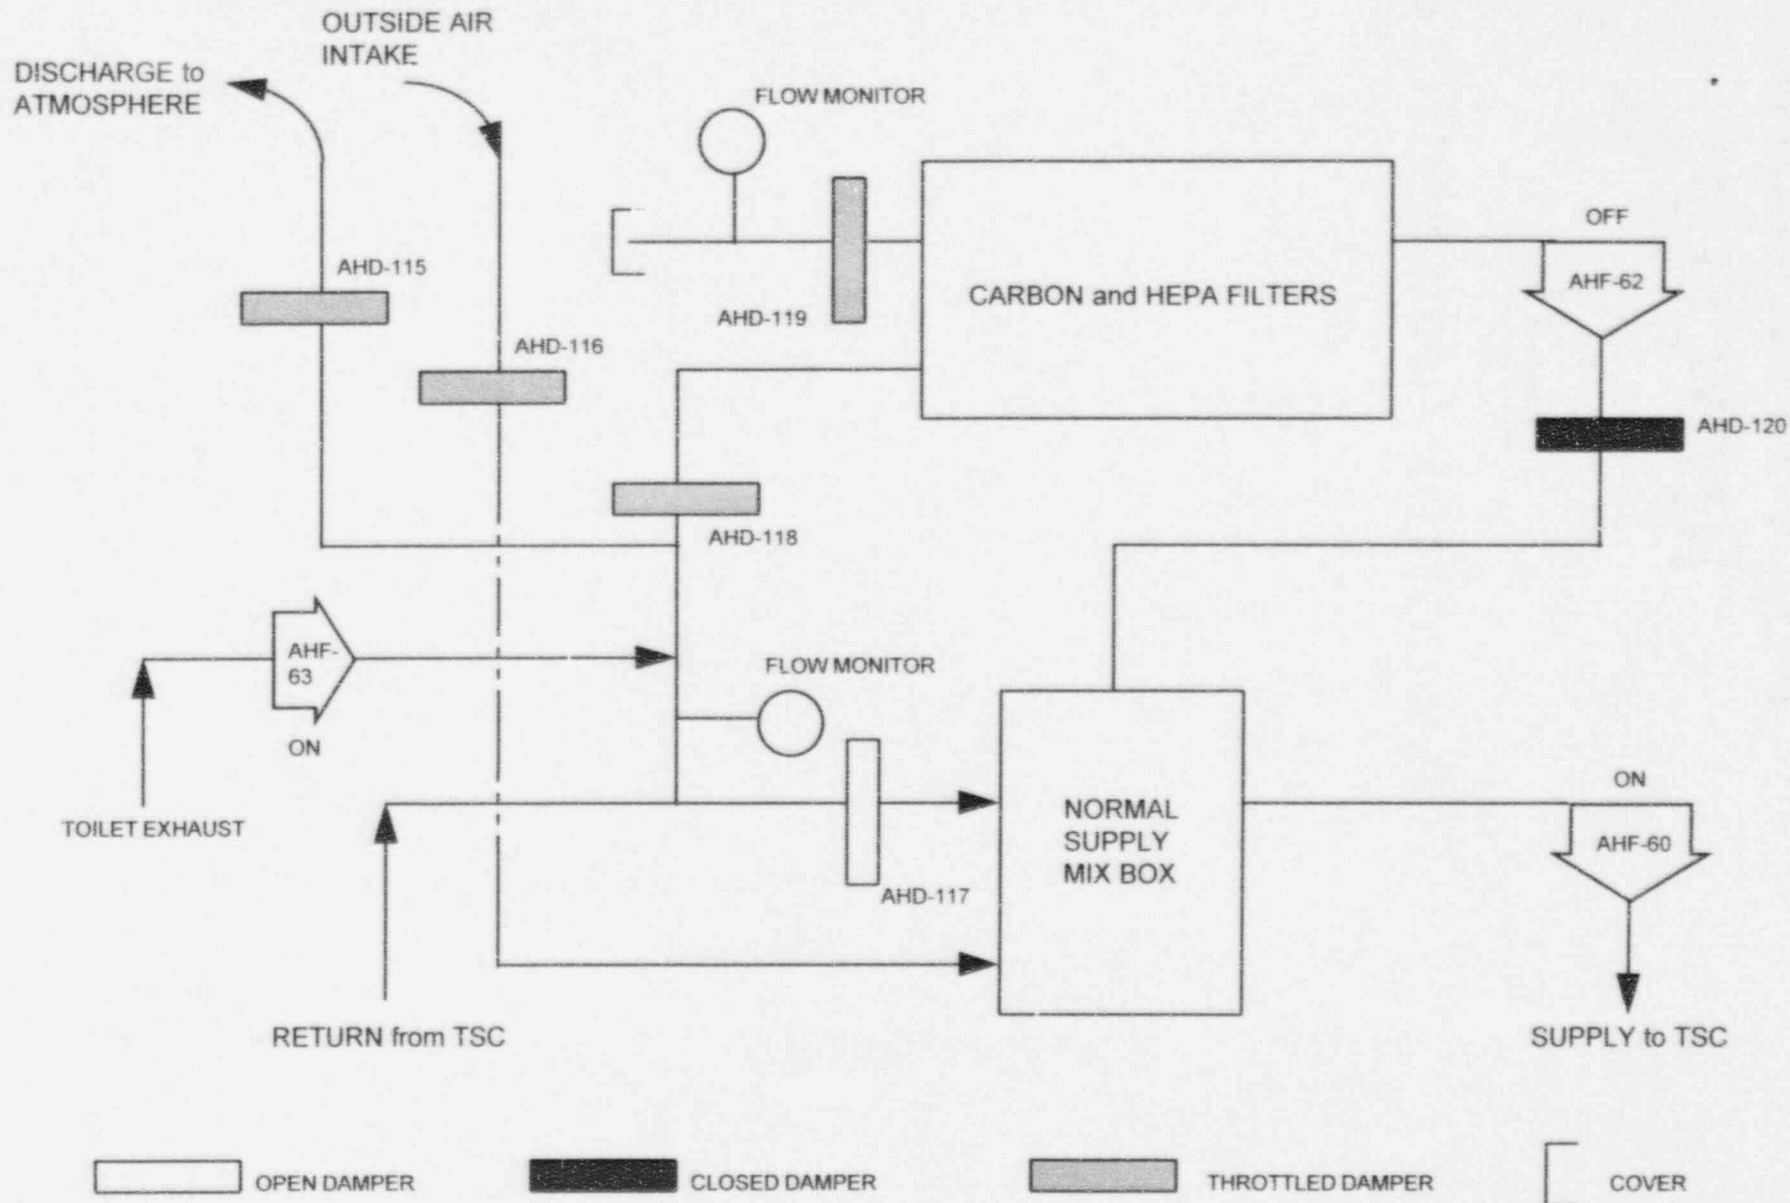 OUTSIDE AIR
INTAKE
DISCHARGE to
ATMOSPHERE
FLOW MONITOR
OFF
AHD-115
AHF-62
CARBON and HEPA FILTERS
AHD-119
AHD-116
AHD-120
AHD-118
AHF-
63
FLOW MONITOR
ON
ON
TOILET EXHAUST
NORMAL
SUPPLY
MIX BOX
AHF-60
AHD-117
RETURN from TSC
SUPPLY to TSC
OPEN DAMPER
CLOSED DAMPER
THROTTLED DAMPER
COVER